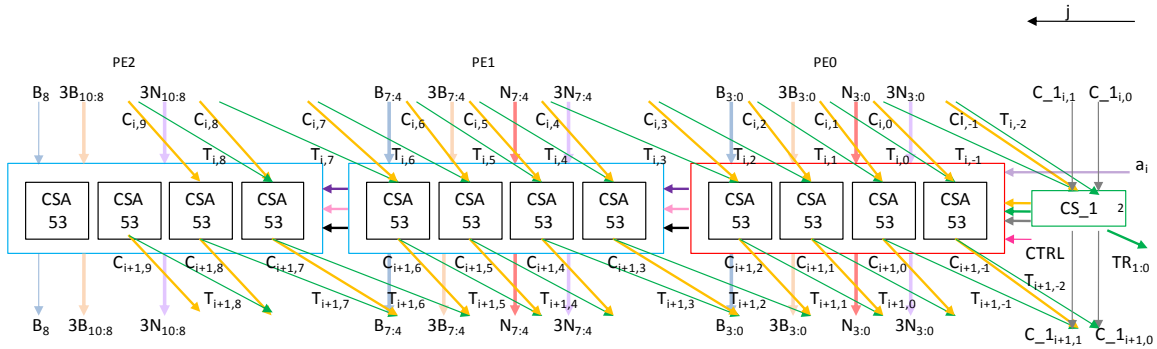 j
PE2 PE1 PE0
B8 3B10:8 3N10:8 B7:4 3B7:4 N7:4 3N7:4 B3:0 3B3:0 N3:0 3N3:0 C_1i,1 C_1i,0
Ci,9 Ci,8 Ci,7 Ci,6 Ci,5 Ci,4 Ci,3 Ci,2 Ci,1 Ci,0 Ci,-1 Ti,-2
Ti,8 Ti,7 Ti,6 Ti,5 Ti,4 Ti,3 Ti,2 Ti,1 Ti,0 Ti,-1
ai
CSA CSA CSA CSA CSA CSA CSA CSA CSA CSA CSA CSA
53 53 53 53 53 53 53 53 53 53 53 53
CS_1 2
CTRL
TR1:0
Ci+1,9 Ci+1,8 Ci+1,7 Ci+1,6 Ci+1,5 Ci+1,4 Ci+1,3 Ci+1,2 Ci+1,1 Ci+1,0 Ci+1,-1
Ti+1,-2
Ti+1,8 Ti+1,7 Ti+1,6 Ti+1,5 Ti+1,4 Ti+1,3 Ti+1,2 Ti+1,1 Ti+1,0 Ti+1,-1
B8 3B10:8 3N10:8 B7:4 3B7:4 N7:4 3N7:4 B3:0 3B3:0 N3:0 3N3:0
C_1i+1,1 C_1i+1,0